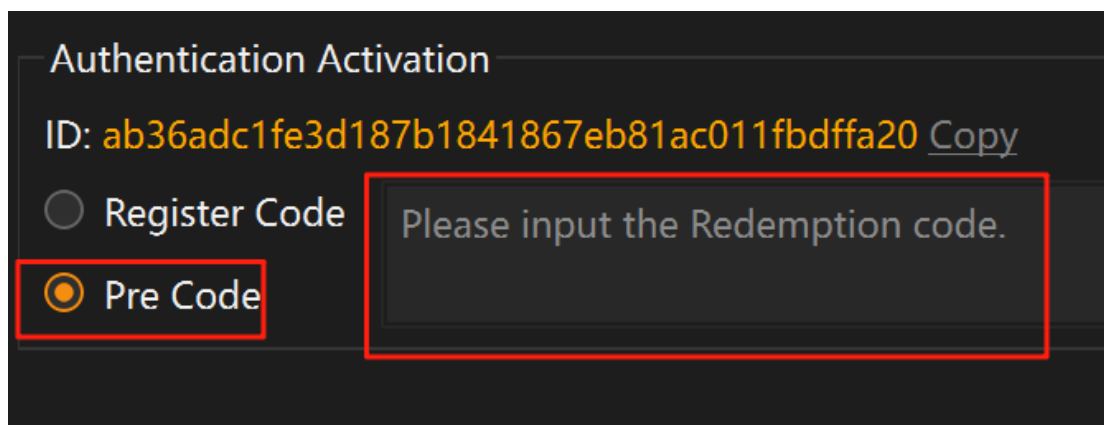 Authentication Activation
ID: ab36adc1fe3d187b1841867eb81ac011fbdffa20 Copy
Register Code
Please input the Redemption code.
Pre Code